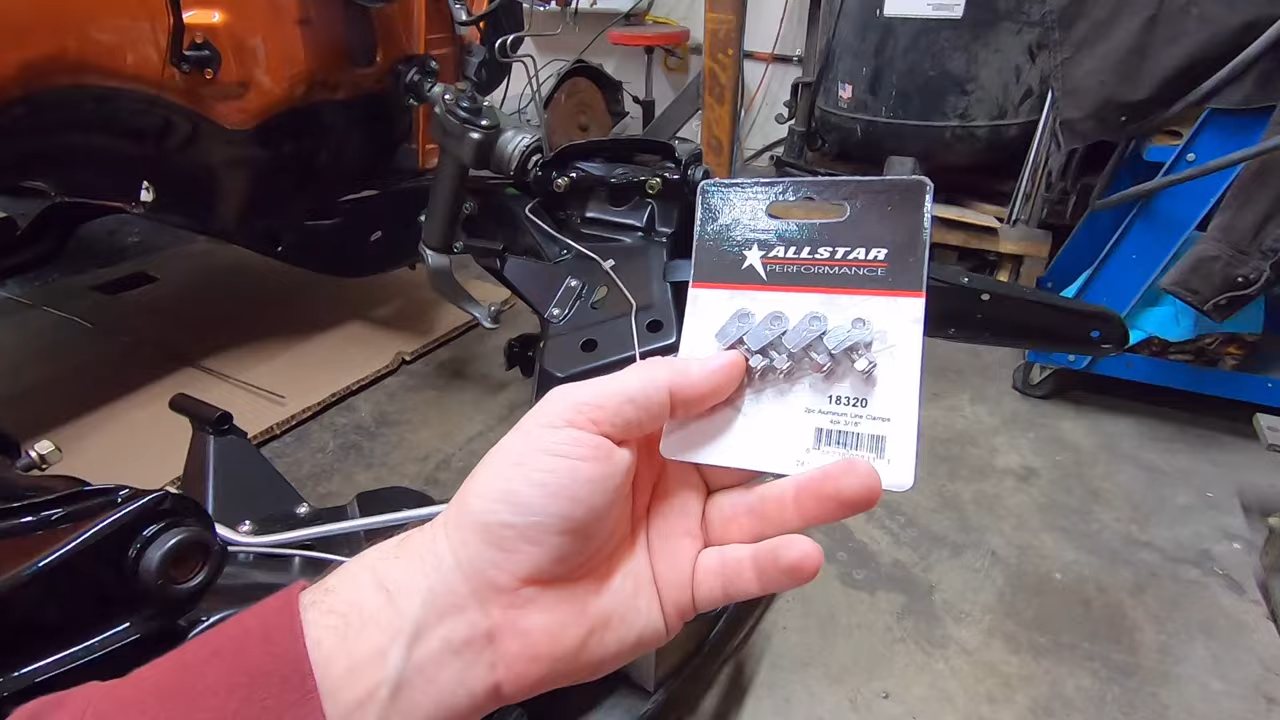 ALLSTAR
PERFORMANCE
18320
2pc Aluminum Line Clamps
4pk 3/16"